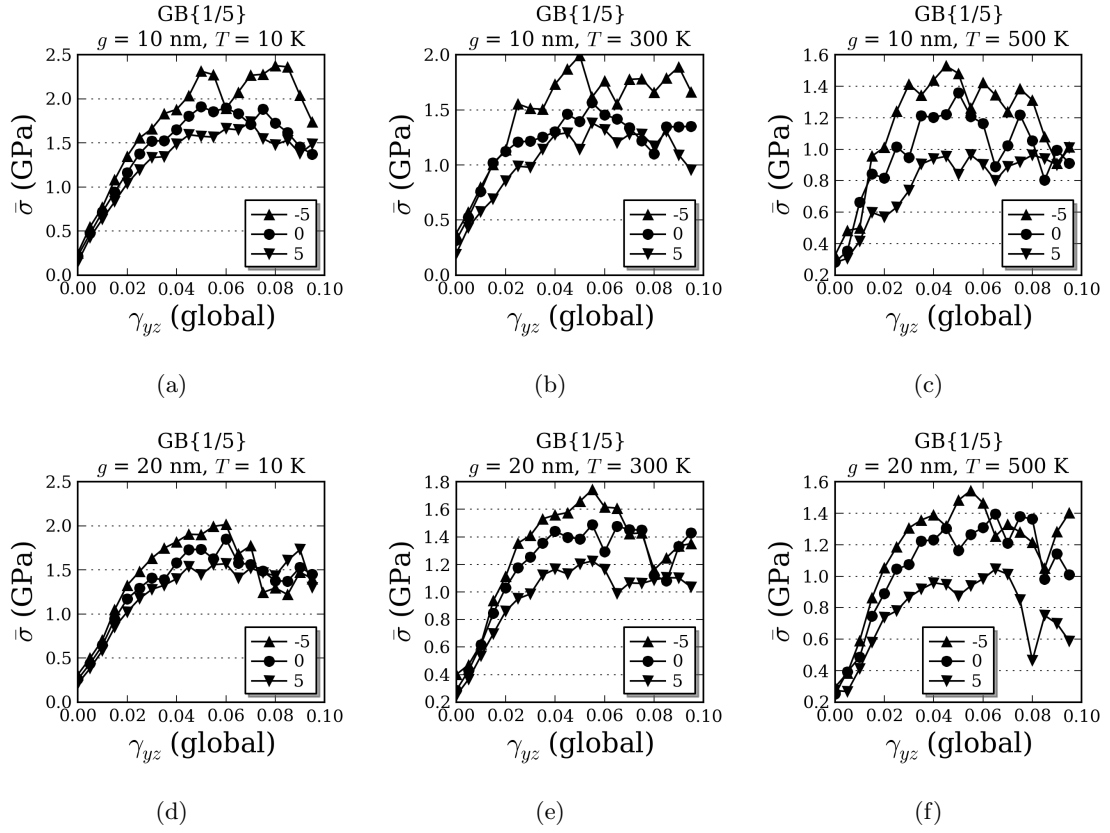 GB{1/5}
g = 10 nm, T = 10 K
2.5
2.0
1.5
1.0
0.5
0.0
σ̄ (GPa)
-5
0
5
0.00 0.02 0.04 0.06 0.08 0.10
γyz (global)
(a)
GB{1/5}
g = 10 nm, T = 300 K
2.0
1.5
1.0
0.5
0.0
σ̄ (GPa)
-5
0
5
0.00 0.02 0.04 0.06 0.08 0.10
γyz (global)
(b)
GB{1/5}
g = 10 nm, T = 500 K
1.6
1.4
1.2
1.0
0.8
0.6
0.4
0.2
σ̄ (GPa)
-5
0
5
0.00 0.02 0.04 0.06 0.08 0.10
γyz (global)
(c)
GB{1/5}
g = 20 nm, T = 10 K
2.5
2.0
1.5
1.0
0.5
0.0
σ̄ (GPa)
-5
0
5
0.00 0.02 0.04 0.06 0.08 0.10
γyz (global)
(d)
GB{1/5}
g = 20 nm, T = 300 K
1.8
1.6
1.4
1.2
1.0
0.8
0.6
0.4
0.2
σ̄ (GPa)
-5
0
5
0.00 0.02 0.04 0.06 0.08 0.10
γyz (global)
(e)
GB{1/5}
g = 20 nm, T = 500 K
1.6
1.4
1.2
1.0
0.8
0.6
0.4
0.2
σ̄ (GPa)
-5
0
5
0.00 0.02 0.04 0.06 0.08 0.10
γyz (global)
(f)